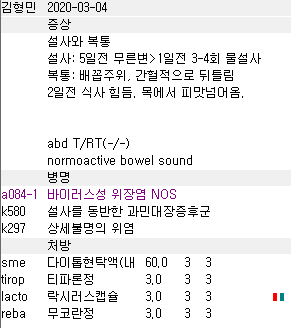 김형민 2020-03-04
증상
설사와 복통
설사: 5일전 무른변>1일전 3-4회 물설사
복통: 배꼽주위, 간헐적으로 뒤틀림
2일전 식사 힘듬. 목에서 피맛넘어옴.
abd T/RT(-/-)
normoactive bowel sound
병명
a084-1 바이러스성 위장염 NOS
k580 설사를 동반한 과민대장증후군
k297 상세불명의 위염
처방
sme 다이톱현탁액(내 60,0 3 3
tirop 티파론정 3,0 3 3
lacto 락시러스캡슐 3,0 3 3
reba 무코란정 3,0 3 3